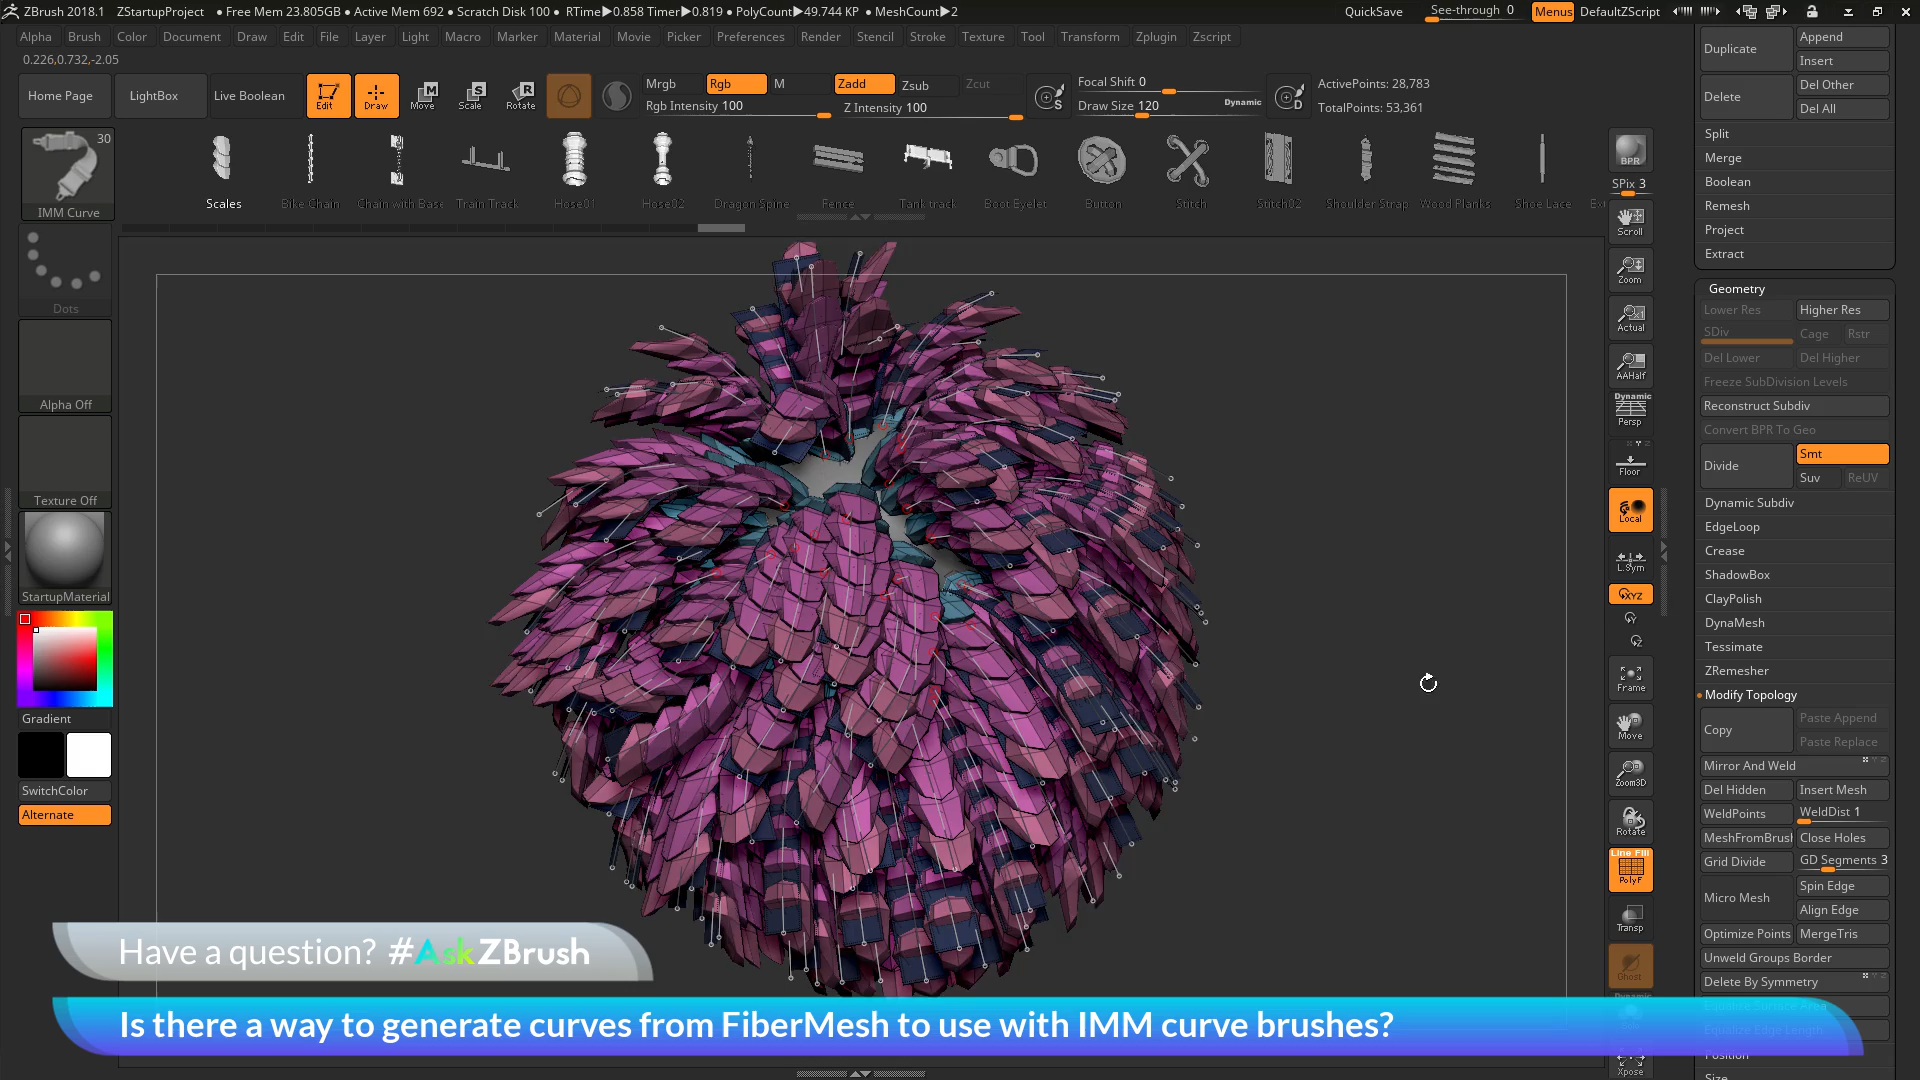 ZBrush 2018.1 ZStartupProject • Free Mem 23.805GB • Active Mem 692 • Scratch Disk 100 • RTime▶0.858 Timer▶0.819 • PolyCount▶49.744 KP • MeshCount▶2 QuickSave See-through 0 Menus DefaultZScript
Alpha Brush Color Document Draw Edit File Layer Light Macro Marker Material Movie Picker Preferences Render Stencil Stroke Texture Tool Transform Zplugin Zscript
0.226,0.732,-2.05
Home Page LightBox Live Boolean Edit Draw Move Scale Rotate
Mrgb Rgb M Zadd Zsub Zcut
Rgb Intensity 100 Z Intensity 100
Focal Shift 0
Draw Size 120 Dynamic
ActivePoints: 28,783
TotalPoints: 53,361
30
IMM Curve
Scales Bike Chain Chain with Base Train Track Hose01 Hose02 Dragon Spine Fence Tank track Boot Eyelet Button Stitch Stitch02 Shoulder Strap Wood Planks Shoe Lace
Dots
Alpha Off
Texture Off
StartupMaterial
Gradient
SwitchColor
Alternate
BPR
SPix 3
Scroll
Zoom
Actual
AAHalf
Dynamic
Persp
Floor
Local
L.Sym
XYZ
Frame
Move
Zoom3D
Rotate
Line Fill
PolyF
Transp
Ghost
Dynamic
Xpose
Duplicate Append
Insert
Delete Del Other
Del All
Split
Merge
Boolean
Remesh
Project
Extract
Geometry
Lower Res Higher Res
SDiv Cage Rstr
Del Lower Del Higher
Freeze SubDivision Levels
Reconstruct Subdiv
Convert BPR To Geo
Divide Smt
Suv ReUV
Dynamic Subdiv
EdgeLoop
Crease
ShadowBox
ClayPolish
DynaMesh
Tessimate
ZRemesher
Modify Topology
Copy Paste Append
Paste Replace
Mirror And Weld
Del Hidden Insert Mesh
WeldPoints WeldDist 1
MeshFromBrush Close Holes
Grid Divide GD Segments 3
Micro Mesh Spin Edge
Align Edge
Optimize Points MergeTris
Unweld Groups Border
Delete By Symmetry
Equalize Surface Area
Equalize Edge Length
Position
Size
Have a question? #AskZBrush
Is there a way to generate curves from FiberMesh to use with IMM curve brushes?